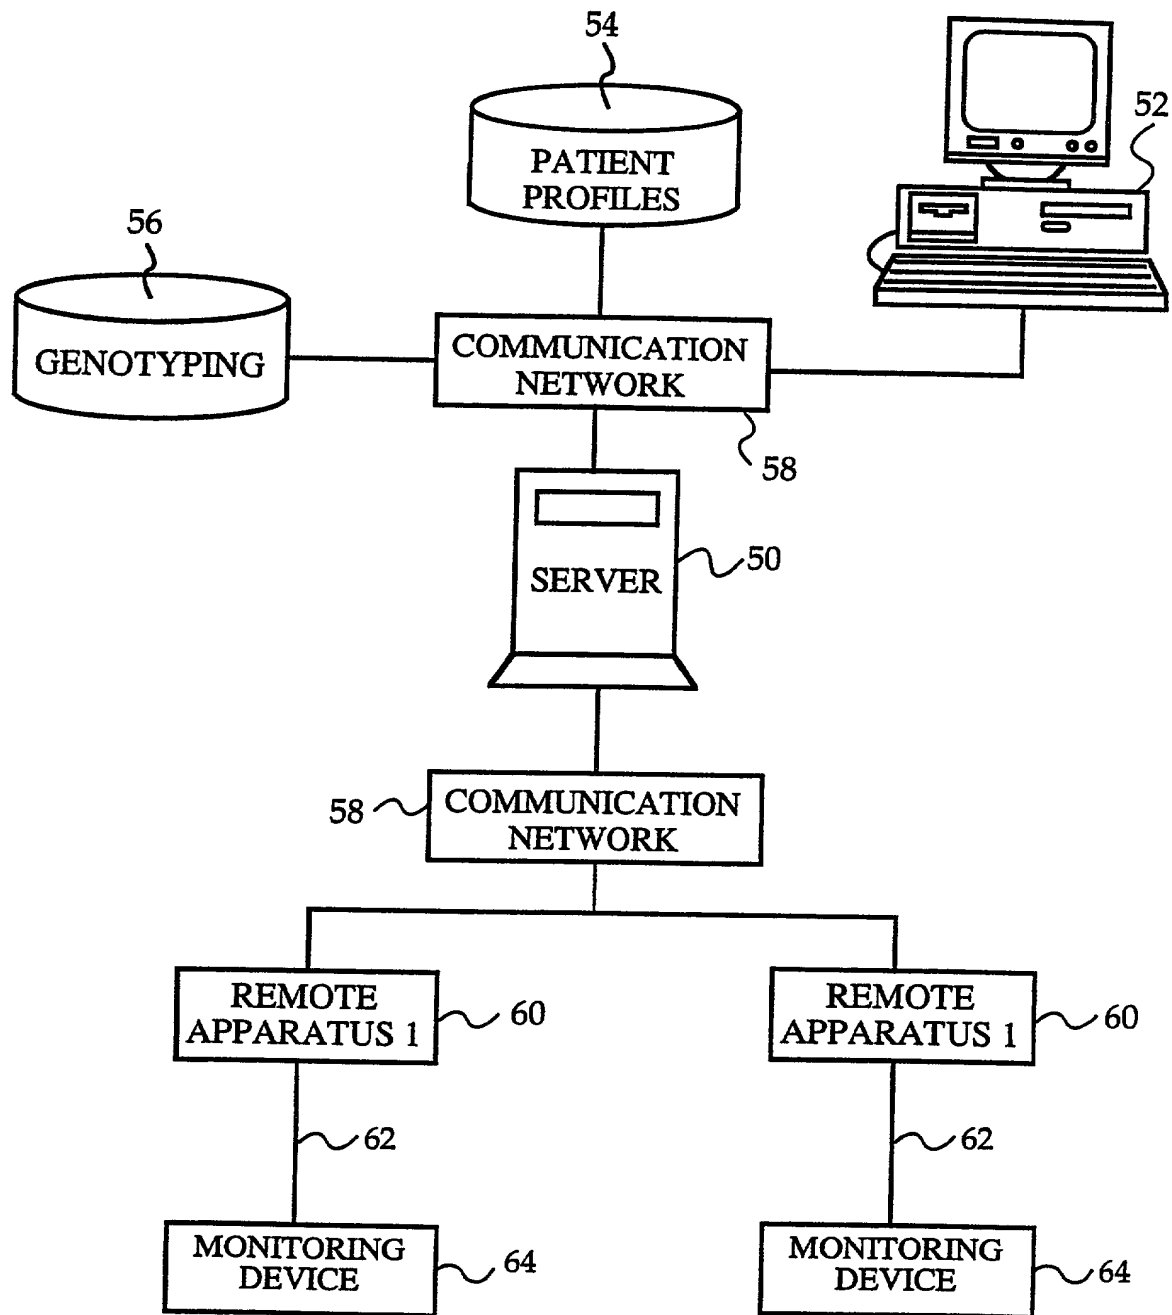 54
52
PATIENT
PROFILES
56
GENOTYPING
COMMUNICATION
NETWORK
58
SERVER
50
58
COMMUNICATION
NETWORK
REMOTE
APPARATUS 1
60
REMOTE
APPARATUS 1
60
62
62
MONITORING
DEVICE
64
MONITORING
DEVICE
64